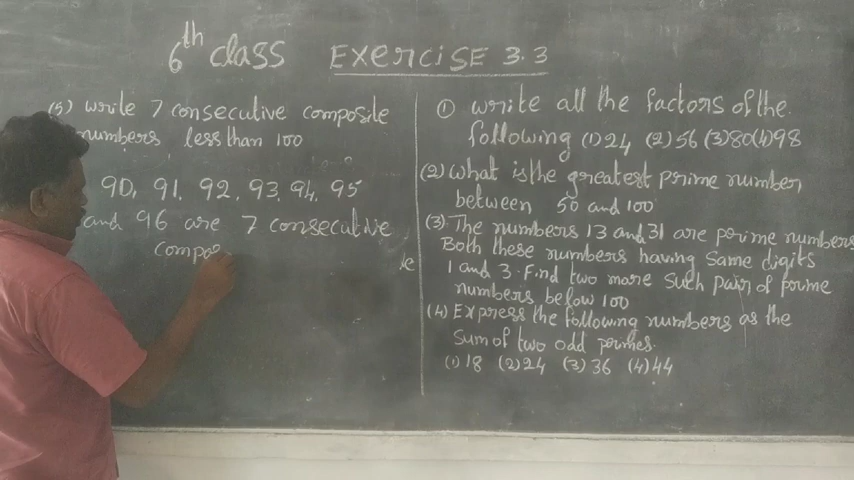 6th class Exercise 3.3
(5) write 7 consecutive composite
numbers less than 100
90, 91, 92, 93, 94, 95
and 96 are 7 consecutive
compos
① write all the factors of the
following (1) 24 (2) 56 (3) 80 (4) 98
(2) what is the greatest prime number
between 50 and 100
(3) The numbers 13 and 31 are prime numbers
Both these numbers having same digits
1 and 3. Find two more such pair of prime
numbers below 100
(4) Express the following numbers as the
sum of two odd primes.
(1) 18 (2) 24 (3) 36 (4) 44